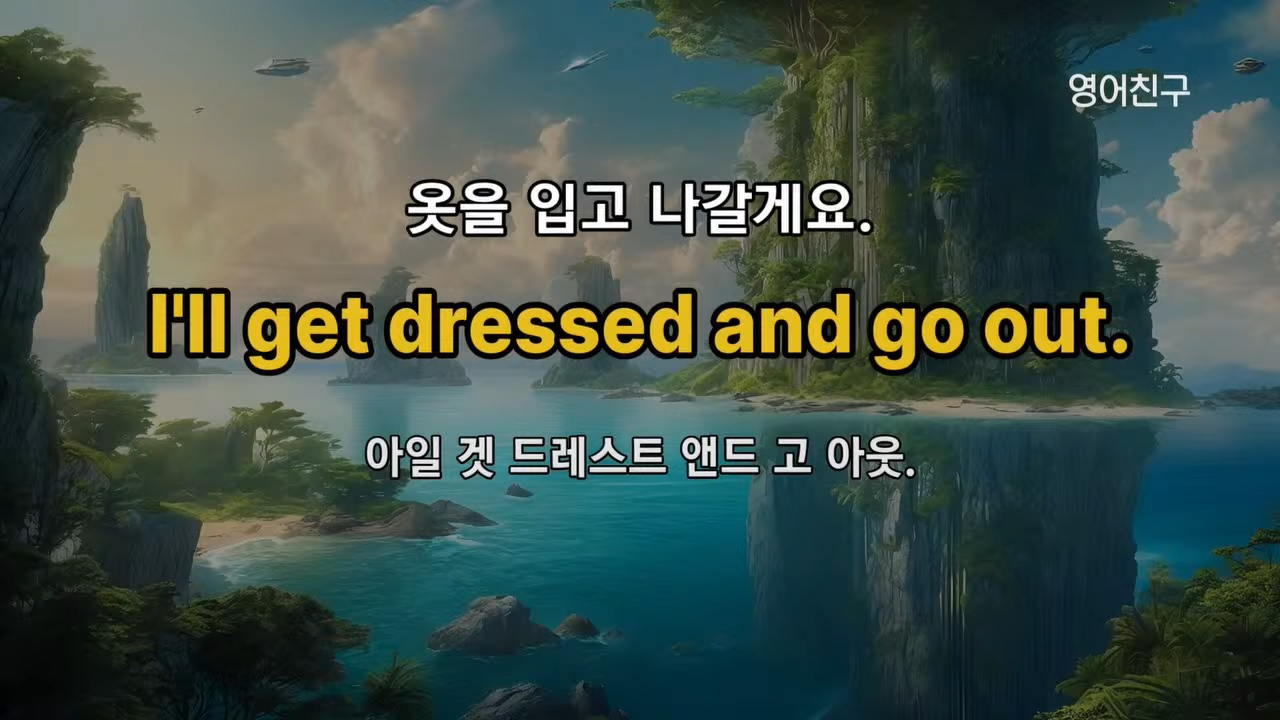 영어친구
옷을 입고 나갈게요.
I'll get dressed and go out.
아일 겟 드레스트 앤드 고 아웃.